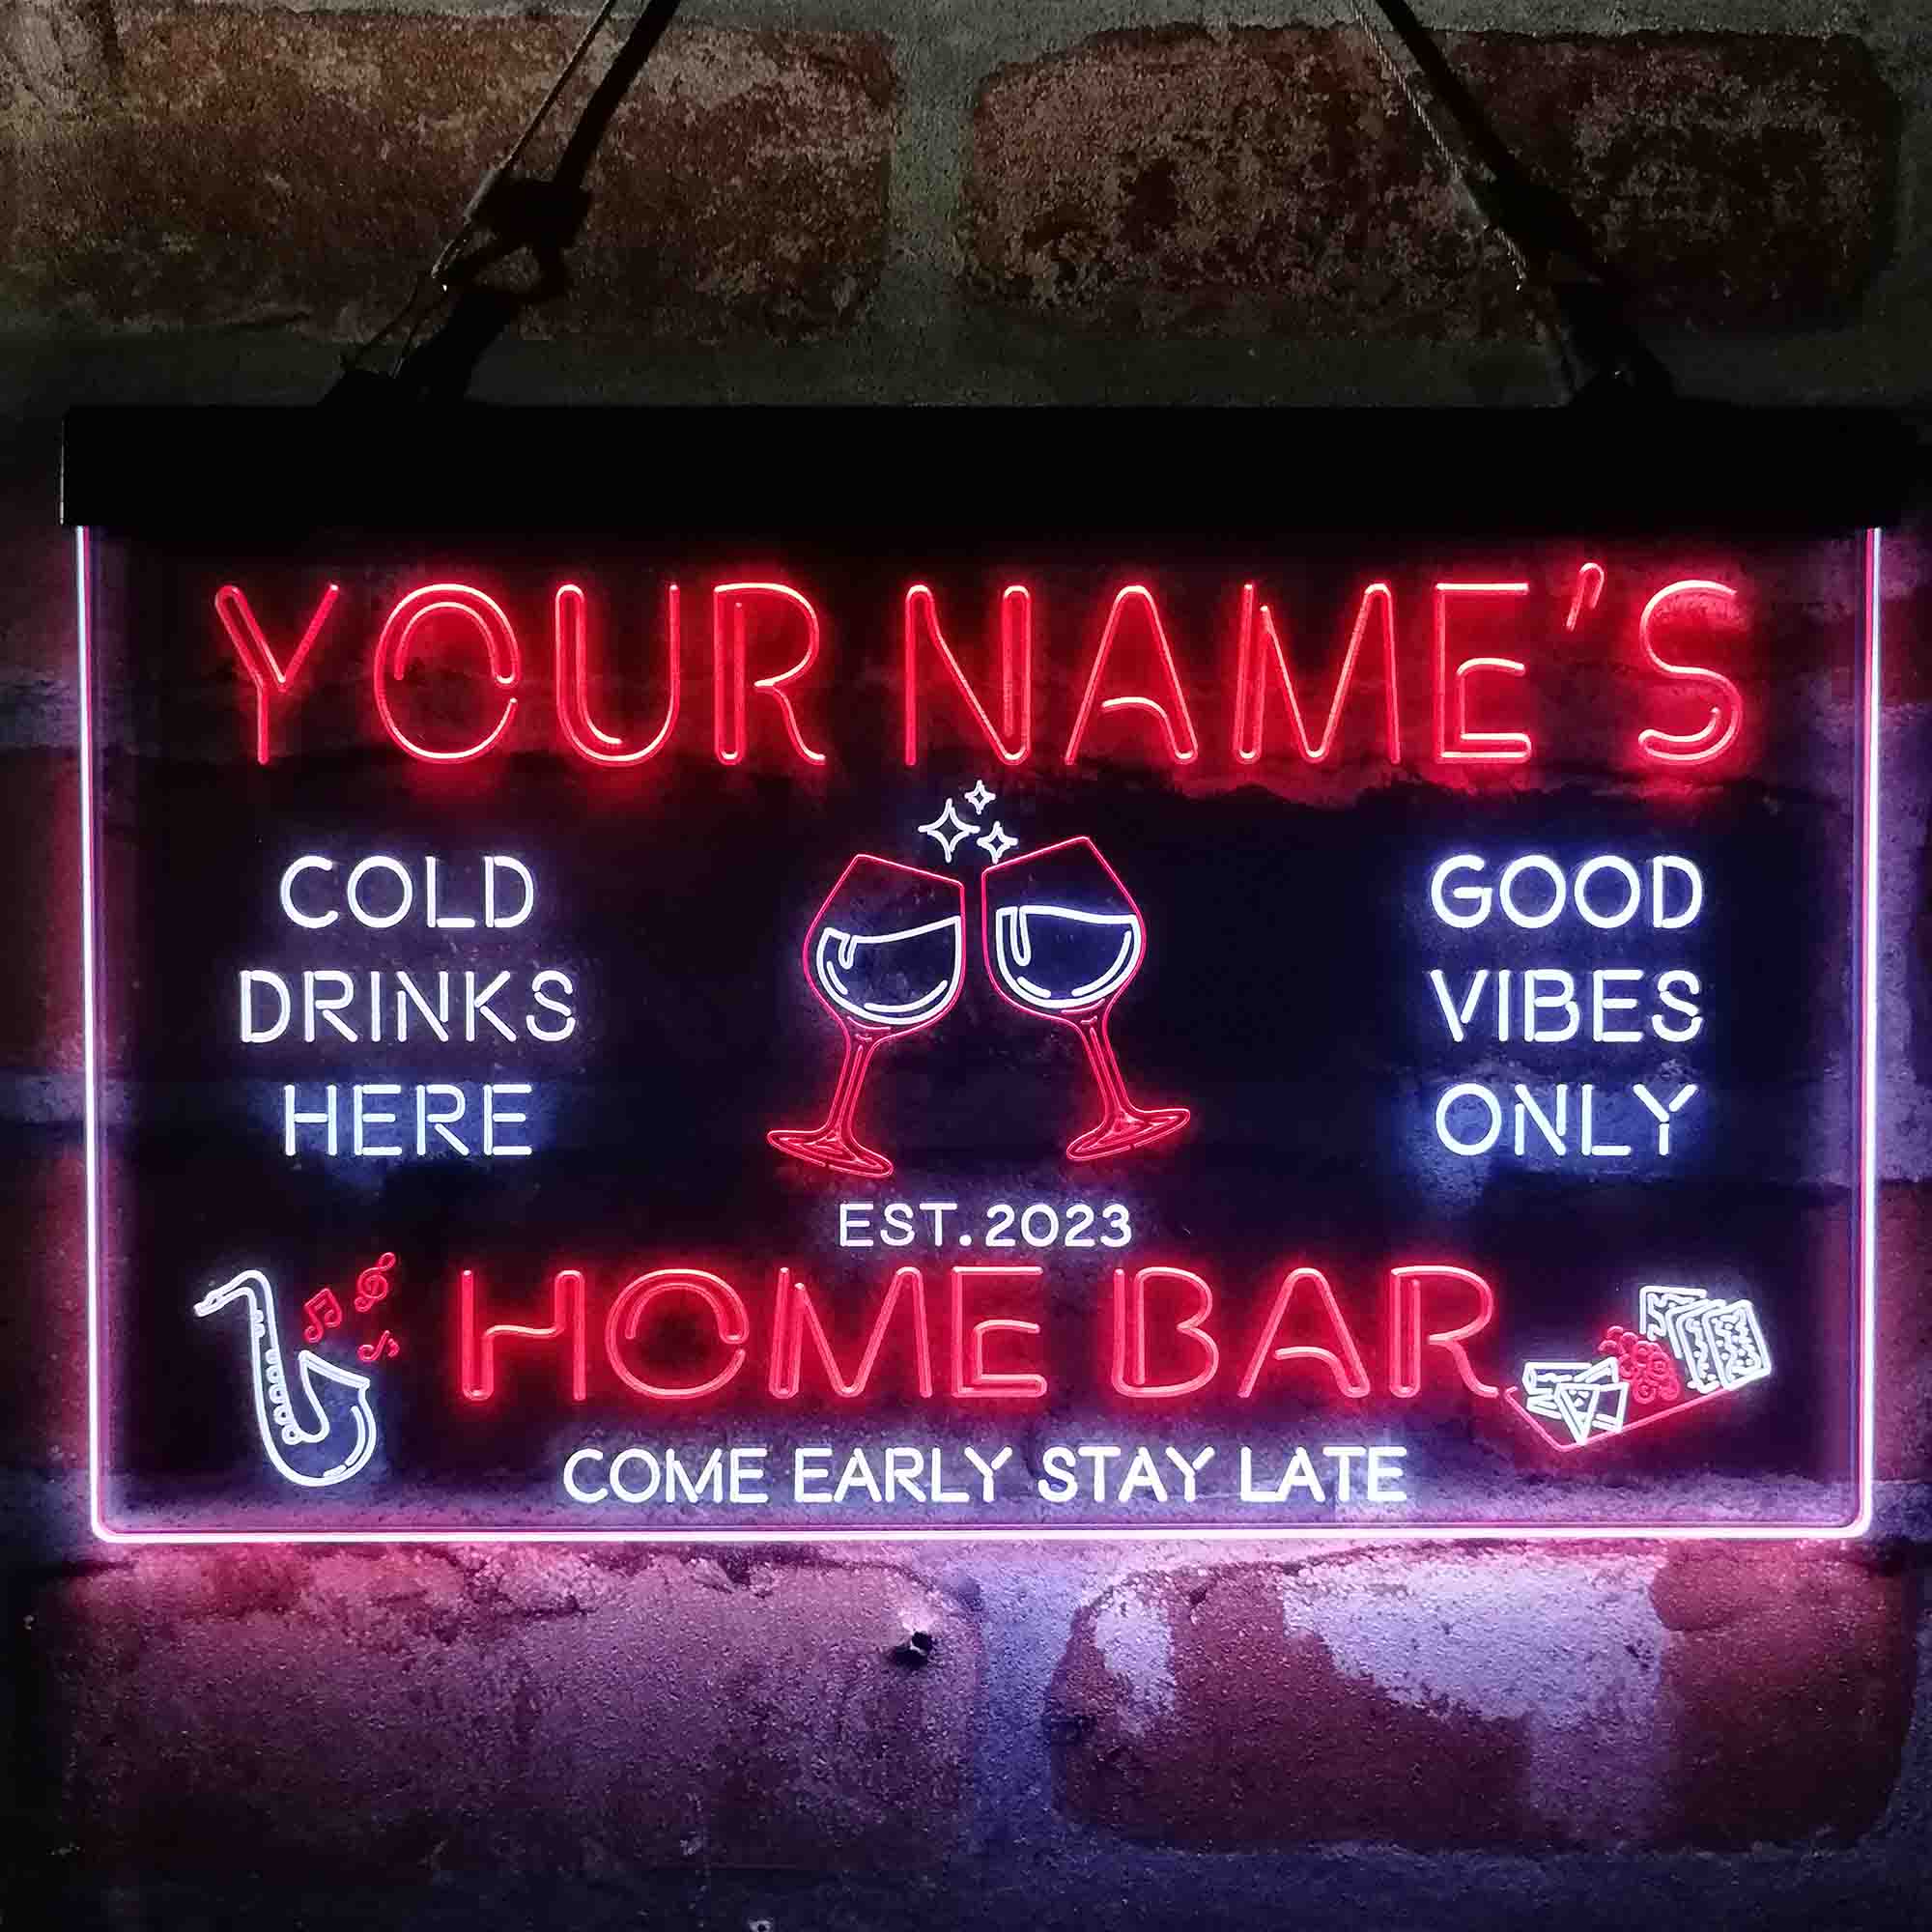 YOUR NAME'S
COLD
DRINKS
HERE
GOOD
VIBES
ONLY
EST.2023
HOME BAR
COME EARLY STAY LATE